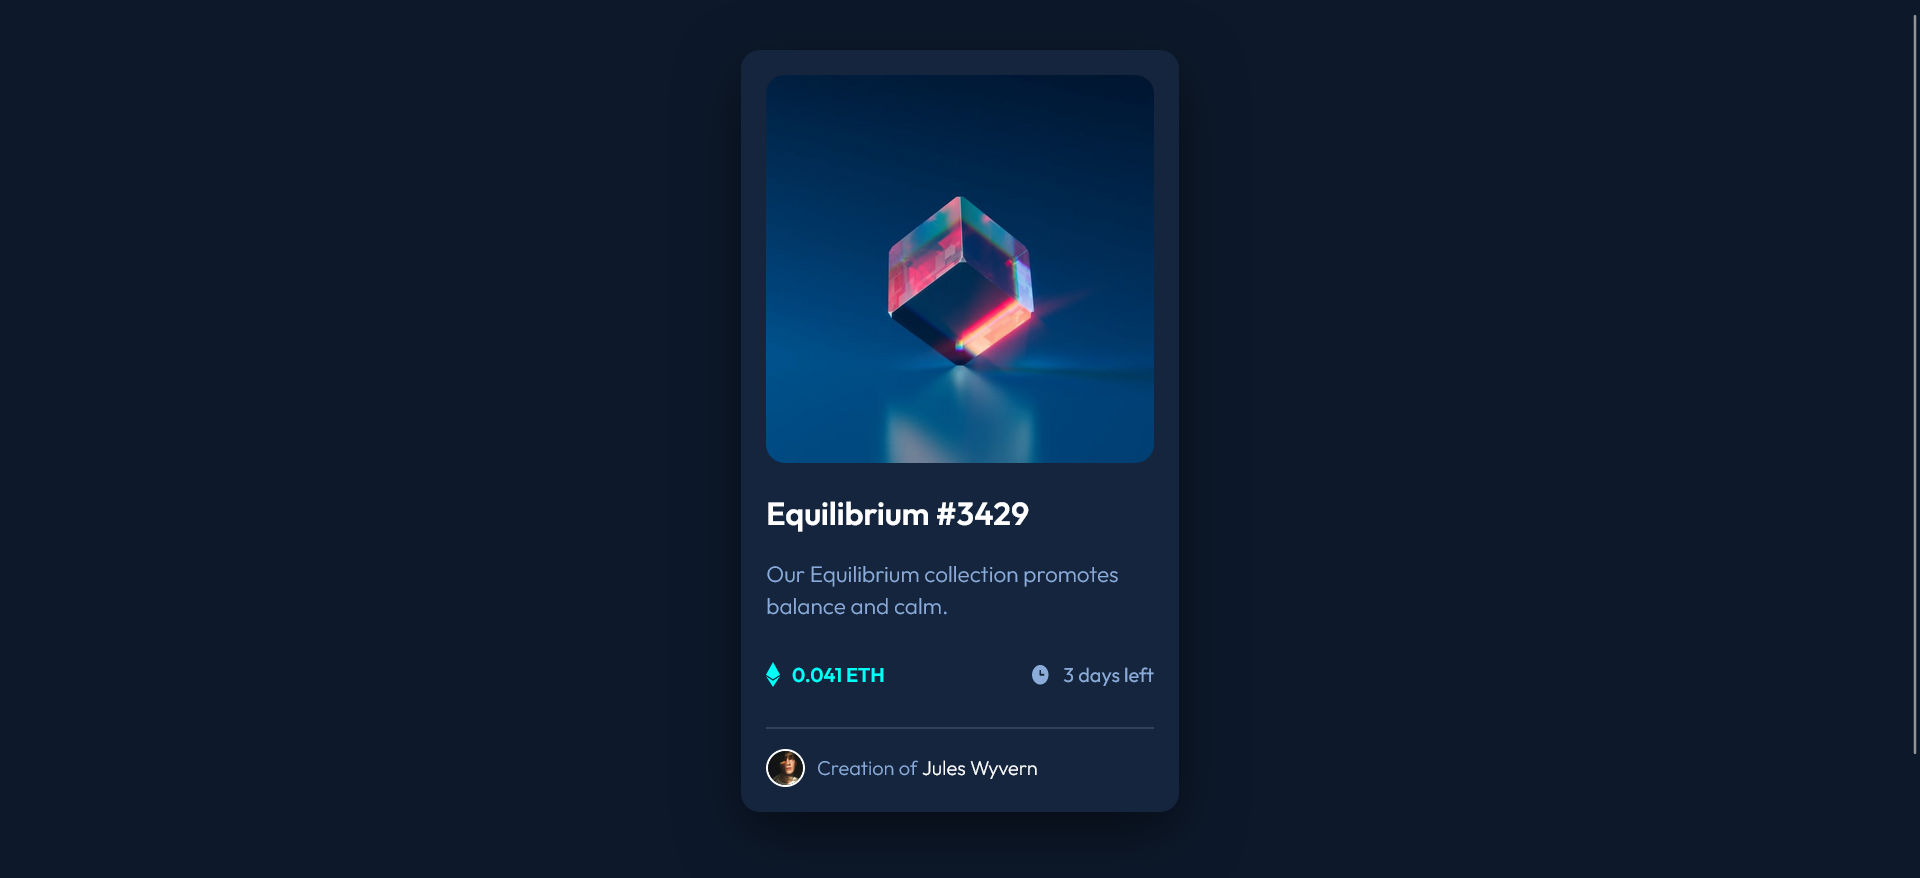 Equilibrium #3429
Our Equilibrium collection promotes
balance and calm.
0.041 ETH
3 days left
Creation of Jules Wyvern